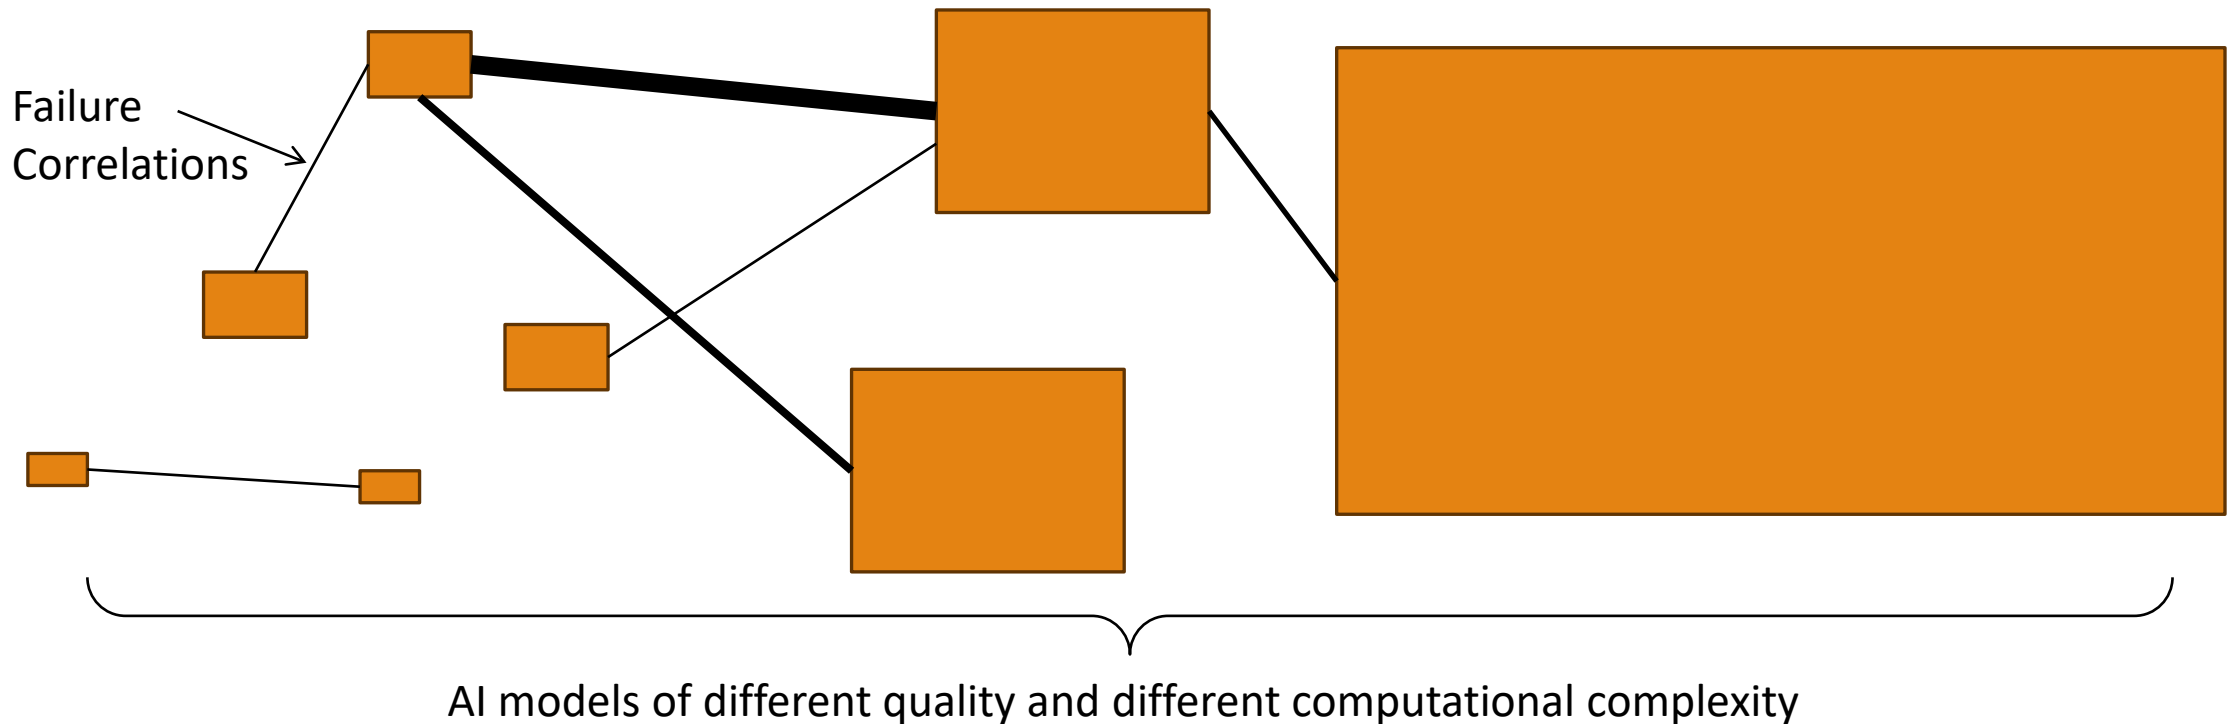 Failure
Correlations
AI models of different quality and different computational complexity